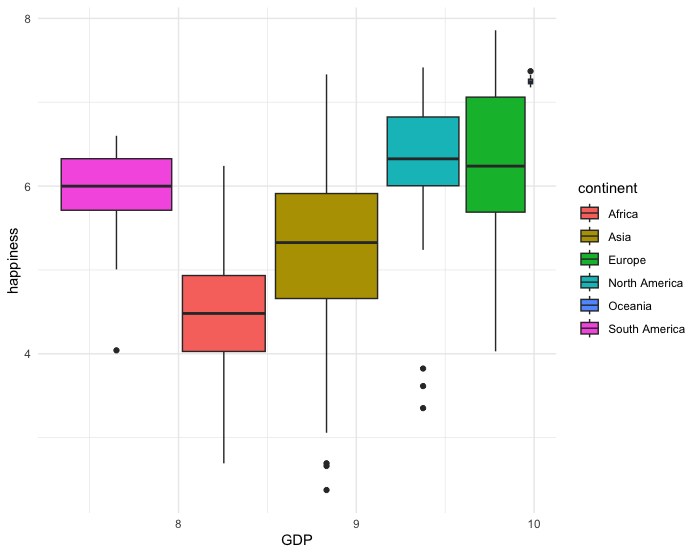 8
6
4
happiness
8
9
10
GDP
continent
Africa
Asia
Europe
North America
Oceania
South America